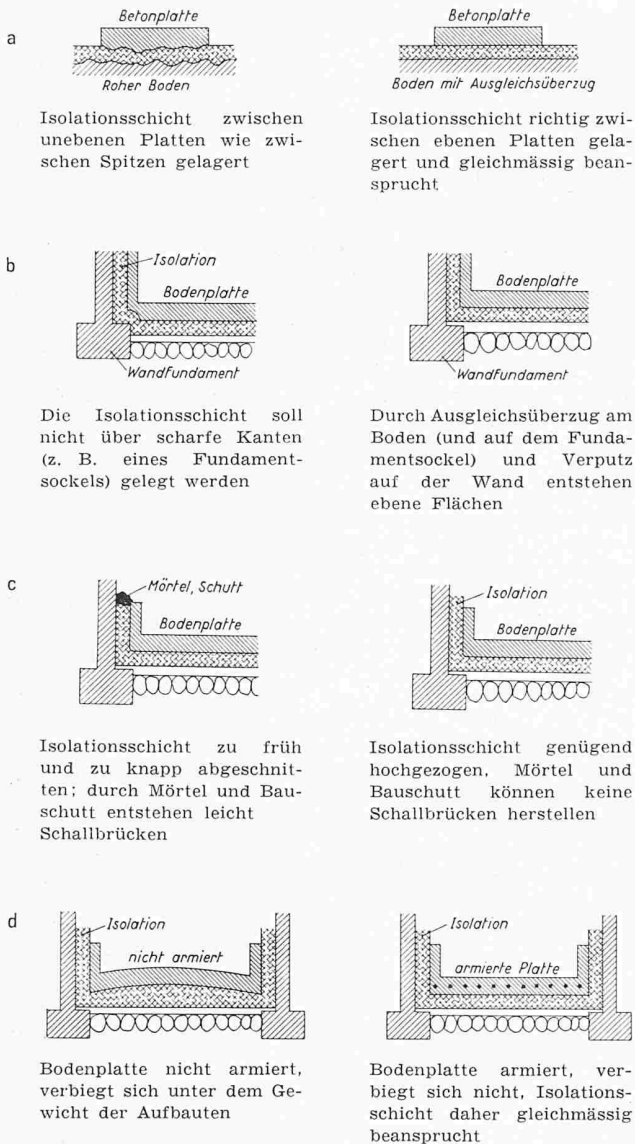 a
Betonplatte
Roher Boden
Isolationsschicht zwischen
unebenen Platten wie zwi-
schen Spitzen gelagert
Betonplatte
Boden mit Ausgleichsüberzug
Isolationsschicht richtig zwi-
schen ebenen Platten gela-
gert und gleichmässig bean-
sprucht
b
Isolation
Bodenplatte
Wandfundament
Die Isolationsschicht soll
nicht über scharfe Kanten
(z. B. eines Fundament-
sockels) gelegt werden
Bodenplatte
Wandfundament
Durch Ausgleichsüberzug am
Boden (und auf dem Funda-
mentsockel) und Verputz
auf der Wand entstehen
ebene Flächen
c
Mörtel, Schutt
Bodenplatte
Isolationsschicht zu früh
und zu knapp abgeschnit-
ten; durch Mörtel und Bau-
schutt entstehen leicht
Schallbrücken
Isolation
Bodenplatte
Isolationsschicht genügend
hochgezogen, Mörtel und
Bauschutt können keine
Schallbrücken herstellen
d
Isolation
nicht armiert
Bodenplatte nicht armiert,
verbiegt sich unter dem Ge-
wicht der Aufbauten
Isolation
armierte Platte
Bodenplatte armiert, ver-
biegt sich nicht, Isolations-
schicht daher gleichmässig
beansprucht